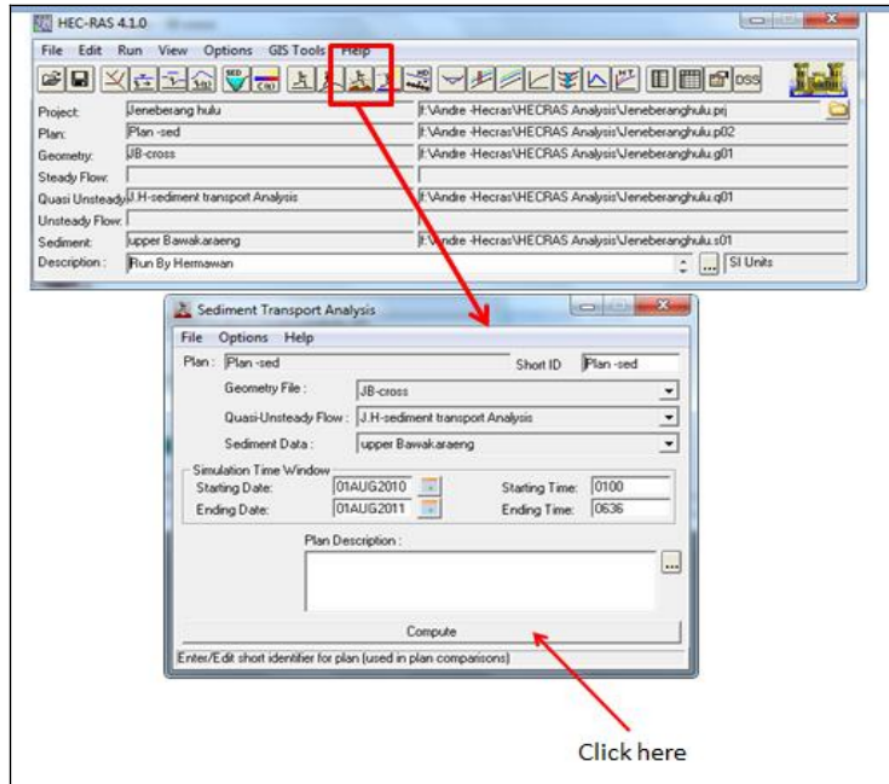 HEC-RAS 4.1.0
File Edit Run View Options GIS Tools Help
DSS
Project: Jeneberang hulu f:\Andre -Hecras\HECRAS Analysis\Jeneberanghulu.prj
Plan: Plan -sed f:\Andre -Hecras\HECRAS Analysis\Jeneberanghulu.p02
Geometry: JB-cross f:\Andre -Hecras\HECRAS Analysis\Jeneberanghulu.g01
Steady Flow:
Quasi Unsteady J.H-sediment transport Analysis f:\Andre -Hecras\HECRAS Analysis\Jeneberanghulu.q01
Unsteady Flow:
Sediment: upper Bawakaraeng f:\Andre -Hecras\HECRAS Analysis\Jeneberanghulu.s01
Description : Run By Hermawan ... SI Units
Sediment Transport Analysis
File Options Help
Plan : Plan -sed Short ID Plan -sed
Geometry File : JB-cross
Quasi-Unsteady Flow : J.H-sediment transport Analysis
Sediment Data : upper Bawakaraeng
Simulation Time Window
Starting Date: 01AUG2010 Starting Time: 0100
Ending Date: 01AUG2011 Ending Time: 0636
Plan Description :
...
Compute
Enter/Edit short identifier for plan (used in plan comparisons)
Click here